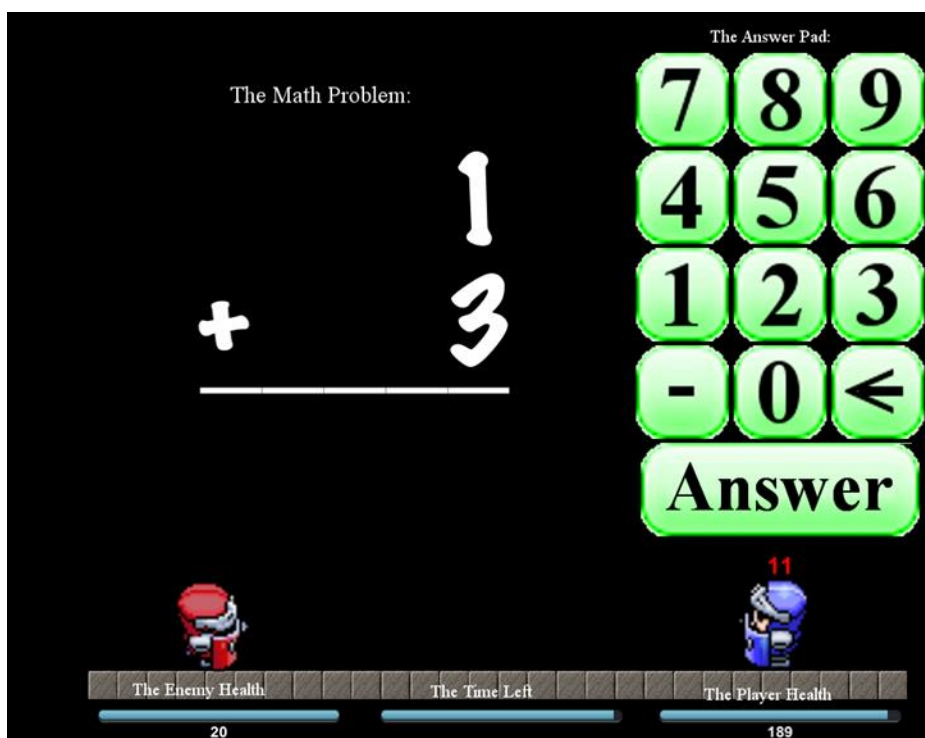 The Math Problem:
1
+ 3
The Answer Pad:
7 8 9
4 5 6
1 2 3
- 0 <-
Answer
11
The Enemy Health
The Time Left
The Player Health
20
189